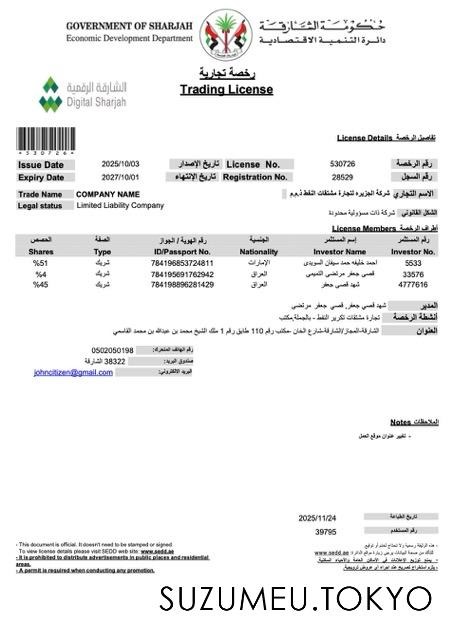 GOVERNMENT OF SHARJAH
Economic Development Department
حكومة الشارقة
دائرة التنمية الاقتصادية
رخصة تجارية
Trading License
الشارقة الرقمية
Digital Sharjah
*530726*
License Details تفاصيل الرخصة
Issue Date 2025/10/03 تاريخ الإصدار License No. 530726 رقم الرخصة
Expiry Date 2027/10/01 تاريخ الإنتهاء Registration No. 28529 رقم السجل
Trade Name COMPANY NAME شركة الجزيره لتجارة مشتقات النفط ذ.م.م الاسم التجاري
Legal status Limited Liability Company شركة ذات مسؤولية محدودة الشكل القانوني
License Members أطراف الرخصة
الحصص الصفة رقم الهوية / الجواز الجنسية إسم المستثمر رقم المستثمر
Shares Type ID/Passport No. Nationality Investor Name Investor No.
%51 شريك 784196853724811 الإمارات احمد خليفه حمد سيفان السويدى 5533
%4 شريك 784195691762942 العراق قصي جعفر مرتضى التميمى 33576
%45 شريك 784198896281429 العراق شهد قصي جعفر 4777616
شهد قصي جعفر , قصي جعفر مرتضي المدير
تجارة مشتقات تكرير النفط - بالجملة,مكتب أنشطة الرخصة
الشارقة-المجاز/الشارقة-شارع الخان -مكتب رقم 110 طابق رقم 1 ملك الشيخ محمد بن عبدالله بن محمد القاسمي العنوان
0502050198 رقم الهاتف المتحرك:
38322 الشارقة صندوق البريد:
johncitizen@gmail.com البريد الالكتروني:
Notes الملاحظات
- تغيير عنوان موقع العمل
2025/11/24 تاريخ الطباعة
39795 رقم المستخدم
- This document is official. It doesn't need to be stamped or signed.
To view license details please visit SEDD web site: www.sedd.ae
- It is prohibited to distribute advertisements in public places and residential areas.
- A permit is required when conducting any promotion.
- هذه الوثيقة رسمية ولا تحتاج لختم أو توقيع.
للتأكد من صحة البيانات يرجى زيارة موقع الدائرة: www.sedd.ae
- يمنع توزيع الإعلانات في الأماكن العامة والأحياء السكنية.
- يلزم استخراج تصريح عند إجراء أي عروض ترويجية.
SUZUMEU.TOKYO